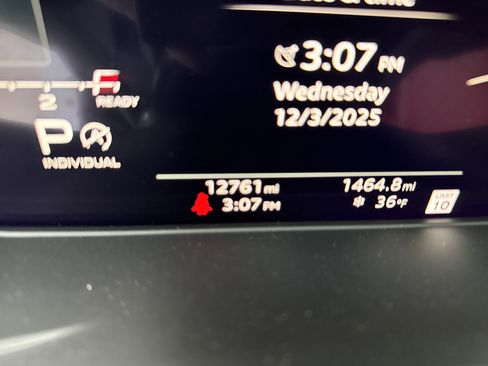 3:07 PM
Wednesday
12/3/2025
2
READY
P
INDIVIDUAL
12761 mi 1464.8 mi
3:07 PM 36°F
LIMIT
10